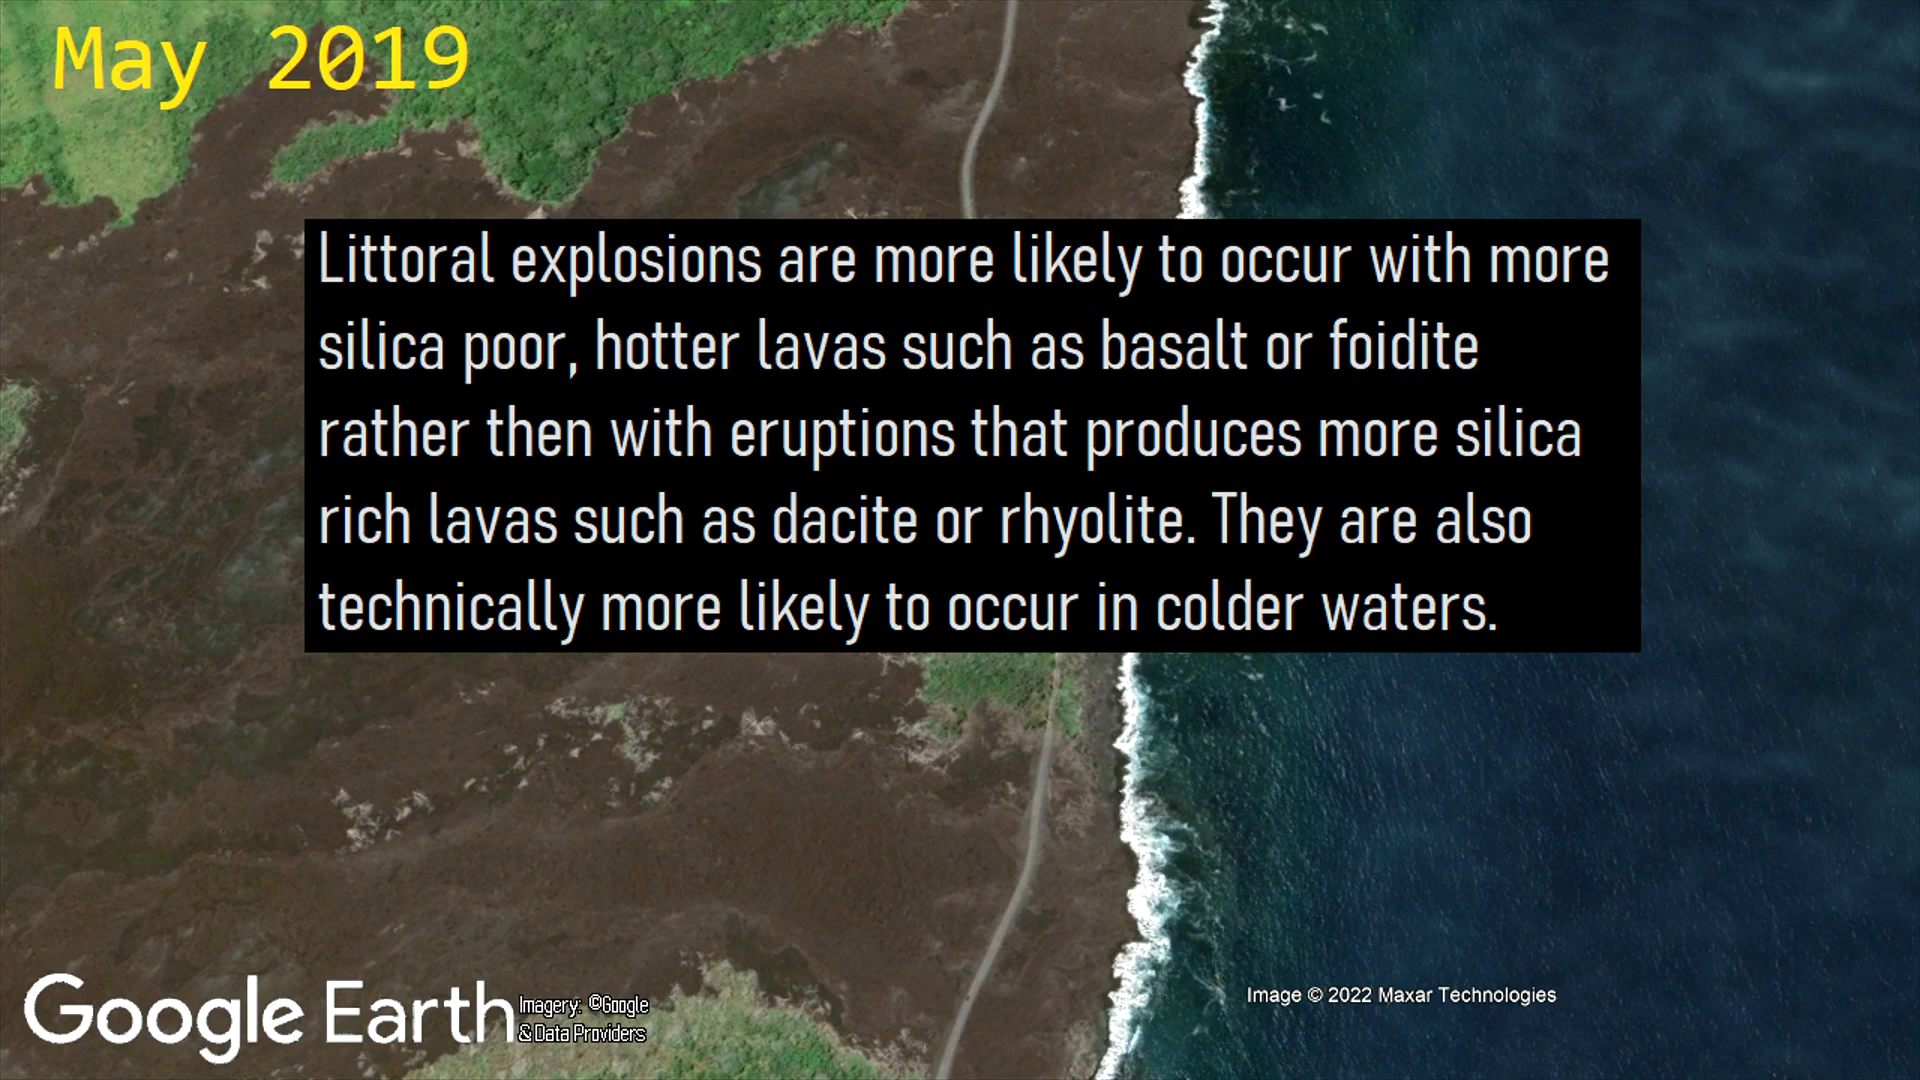 May 2019
Littoral explosions are more likely to occur with more
silica poor, hotter lavas such as basalt or foidite
rather then with eruptions that produces more silica
rich lavas such as dacite or rhyolite. They are also
technically more likely to occur in colder waters.
Image © 2022 Maxar Technologies
Google Earth
Imagery: ©Google
& Data Providers